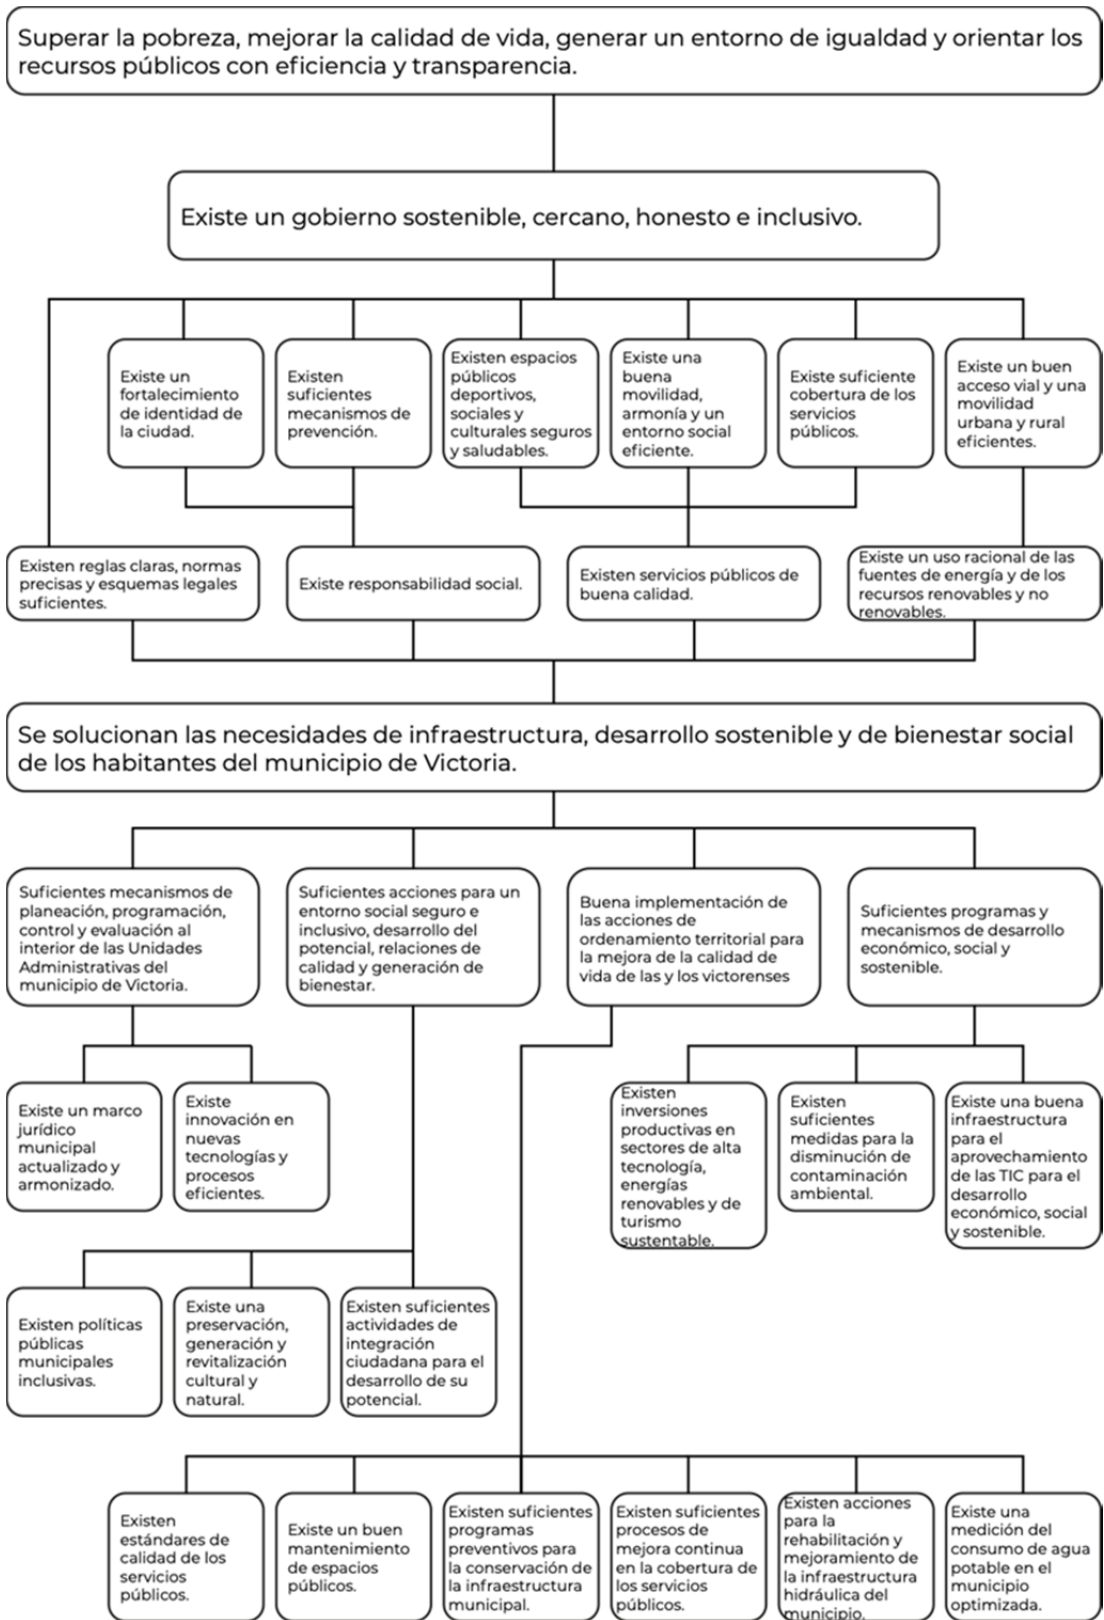 Superar la pobreza, mejorar la calidad de vida, generar un entorno de igualdad y orientar los
recursos públicos con eficiencia y transparencia.
Existe un gobierno sostenible, cercano, honesto e inclusivo.
Existe un
fortalecimiento
de identidad de
la ciudad.
Existen
suficientes
mecanismos de
prevención.
Existen espacios
públicos
deportivos,
sociales y
culturales seguros
y saludables.
Existe una
buena
movilidad,
armonía y un
entorno social
eficiente.
Existe suficiente
cobertura de los
servicios
públicos.
Existe un buen
acceso vial y una
movilidad
urbana y rural
eficientes.
Existen reglas claras, normas
precisas y esquemas legales
suficientes.
Existe responsabilidad social.
Existen servicios públicos de
buena calidad.
Existe un uso racional de las
fuentes de energía y de los
recursos renovables y no
renovables.
Se solucionan las necesidades de infraestructura, desarrollo sostenible y de bienestar social
de los habitantes del municipio de Victoria.
Suficientes mecanismos de
planeación, programación,
control y evaluación al
interior de las Unidades
Administrativas del
municipio de Victoria.
Suficientes acciones para un
entorno social seguro e
inclusivo, desarrollo del
potencial, relaciones de
calidad y generación de
bienestar.
Buena implementación de
las acciones de
ordenamiento territorial para
la mejora de la calidad de
vida de las y los victorenses
Suficientes programas y
mecanismos de desarrollo
económico, social y
sostenible.
Existe un marco
jurídico
municipal
actualizado y
armonizado.
Existe
innovación en
nuevas
tecnologías y
procesos
eficientes.
Existen
inversiones
productivas en
sectores de alta
tecnología,
energías
renovables y de
turismo
sustentable.
Existen
suficientes
medidas para la
disminución de
contaminación
ambiental.
Existe una buena
infraestructura
para el
aprovechamiento
de las TIC para el
desarrollo
económico, social
y sostenible.
Existen políticas
públicas
municipales
inclusivas.
Existe una
preservación,
generación y
revitalización
cultural y
natural.
Existen suficientes
actividades de
integración
ciudadana para el
desarrollo de su
potencial.
Existen
estándares de
calidad de los
servicios
públicos.
Existe un buen
mantenimiento
de espacios
públicos.
Existen suficientes
programas
preventivos para
la conservación de
la infraestructura
municipal.
Existen suficientes
procesos de
mejora continua
en la cobertura de
los servicios
públicos.
Existen acciones
para la
rehabilitación y
mejoramiento de
la infraestructura
hidráulica del
municipio.
Existe una
medición del
consumo de agua
potable en el
municipio
optimizada.